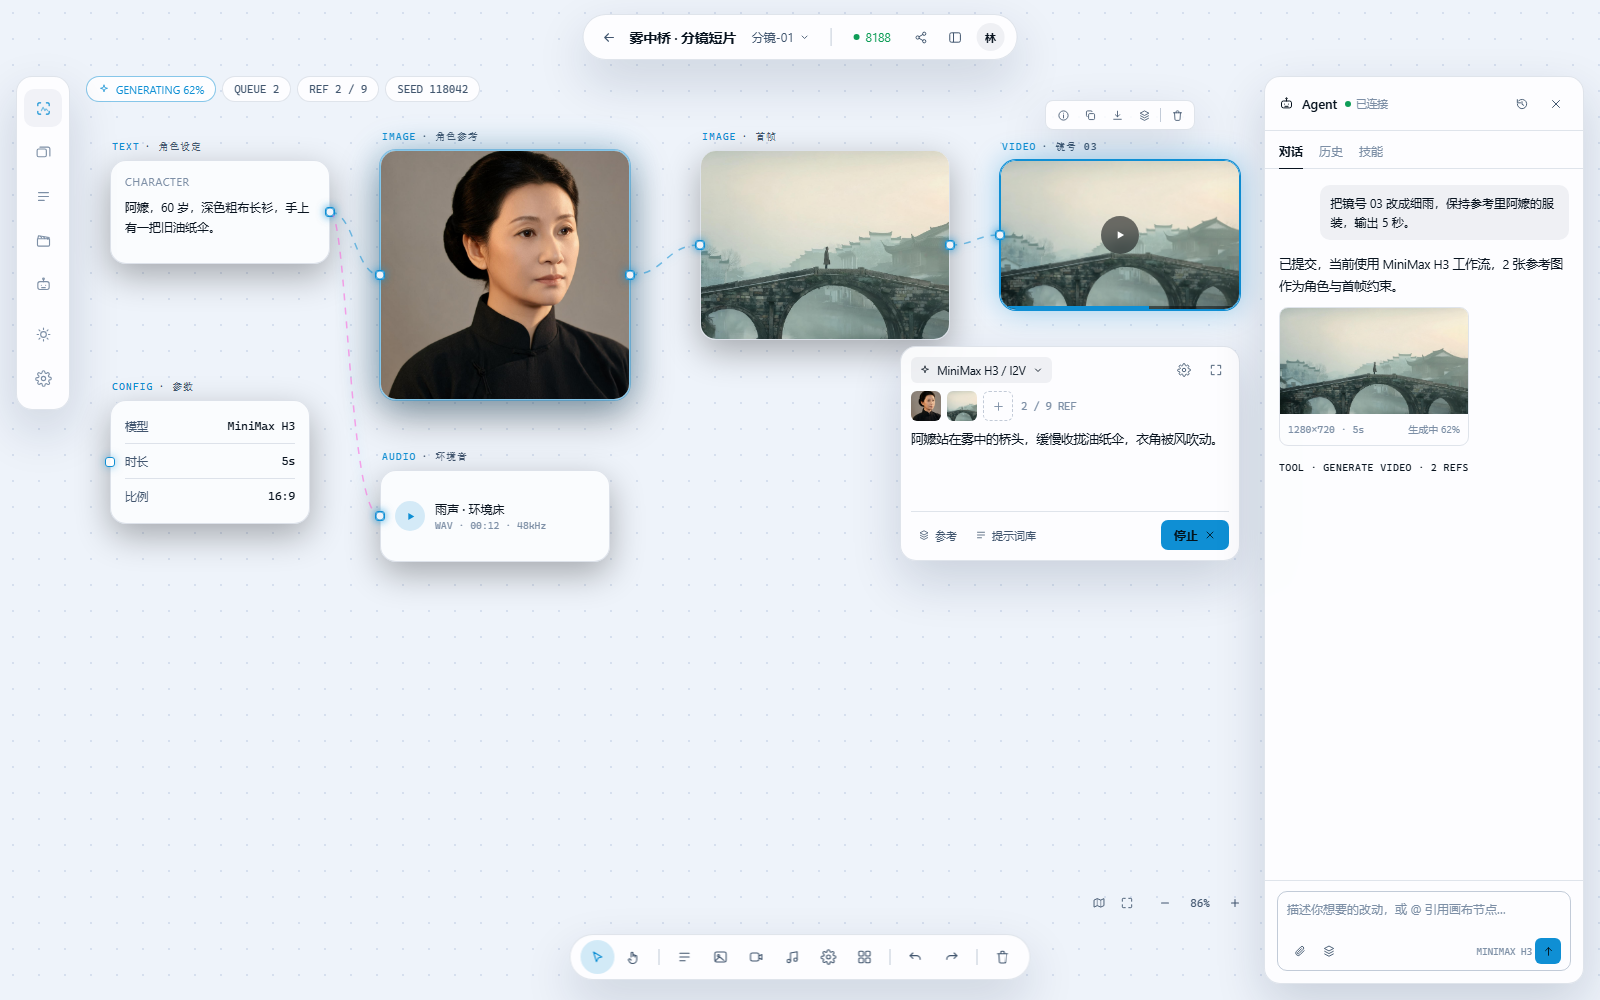 雾中桥 · 分镜短片
分镜-01
8188
林
GENERATING 62%
QUEUE 2
REF 2 / 9
SEED 118042
TEXT · 角色设定
CHARACTER
阿嬷，60 岁，深色粗布长衫，手上
有一把旧油纸伞。
IMAGE · 角色参考
IMAGE · 首帧
VIDEO · 镜号 03
CONFIG · 参数
模型
MiniMax H3
时长
5s
比例
16:9
AUDIO · 环境音
雨声 · 环境床
WAV · 00:12 · 48kHz
MiniMax H3 / I2V
2 / 9 REF
阿嬷站在雾中的桥头，缓慢收拢油纸伞，衣角被风吹动。
参考
提示词库
停止
86%
Agent
已连接
对话
历史
技能
把镜号 03 改成细雨，保持参考里阿嬷的服
装，输出 5 秒。
已提交，当前使用 MiniMax H3 工作流，2 张参考图
作为角色与首帧约束。
1280×720 · 5s
生成中 62%
TOOL · GENERATE VIDEO · 2 REFS
描述你想要的改动，或 @ 引用画布节点...
MINIMAX H3